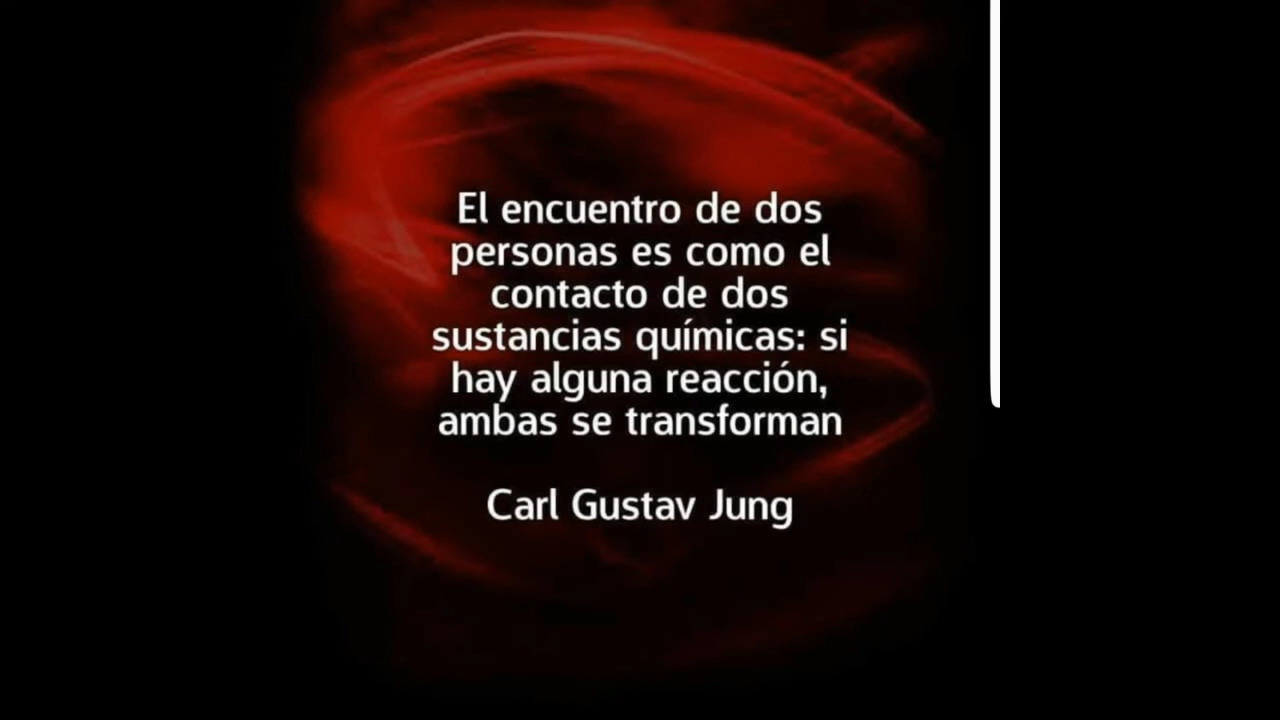 El encuentro de dos
personas es como el
contacto de dos
sustancias químicas: si
hay alguna reacción,
ambas se transforman
Carl Gustav Jung